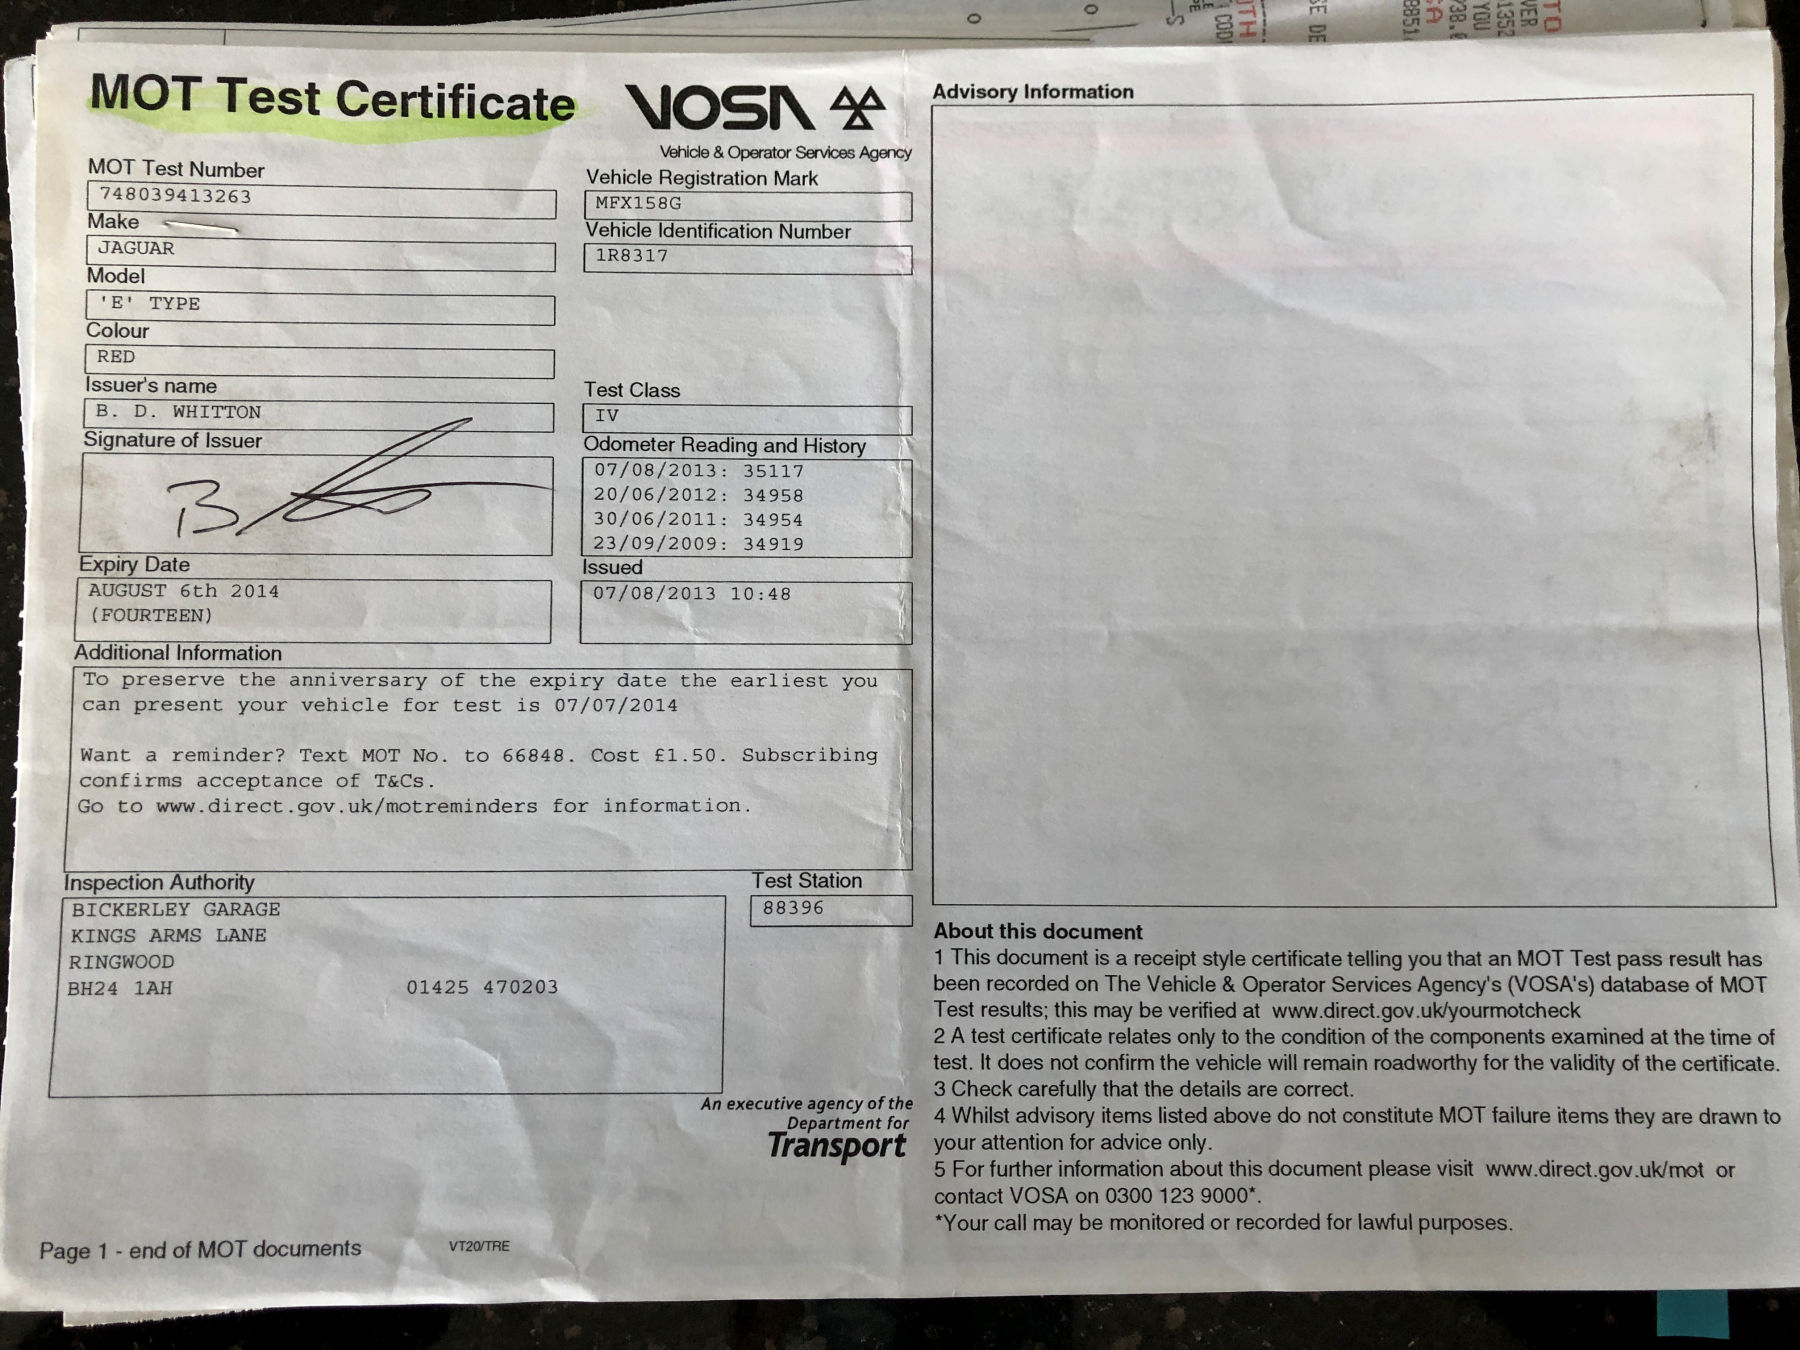 MOT Test Certificate
VOSA
Vehicle & Operator Services Agency
MOT Test Number
748039413263
Make
JAGUAR
Model
'E' TYPE
Colour
RED
Issuer's name
B. D. WHITTON
Signature of Issuer
B
Expiry Date
AUGUST 6th 2014
(FOURTEEN)
Vehicle Registration Mark
MFX158G
Vehicle Identification Number
1R8317
Test Class
IV
Odometer Reading and History
07/08/2013: 35117
20/06/2012: 34958
30/06/2011: 34954
23/09/2009: 34919
Issued
07/08/2013 10:48
Additional Information
To preserve the anniversary of the expiry date the earliest you
can present your vehicle for test is 07/07/2014
Want a reminder? Text MOT No. to 66848. Cost £1.50. Subscribing
confirms acceptance of T&Cs.
Go to www.direct.gov.uk/motreminders for information.
Inspection Authority
BICKERLEY GARAGE
KINGS ARMS LANE
RINGWOOD
BH24 1AH 01425 470203
Test Station
88396
An executive agency of the
Department for
Transport
Page 1 - end of MOT documents VT20/TRE
Advisory Information
About this document
1 This document is a receipt style certificate telling you that an MOT Test pass result has
been recorded on The Vehicle & Operator Services Agency's (VOSA's) database of MOT
Test results; this may be verified at www.direct.gov.uk/yourmotcheck
2 A test certificate relates only to the condition of the components examined at the time of
test. It does not confirm the vehicle will remain roadworthy for the validity of the certificate.
3 Check carefully that the details are correct.
4 Whilst advisory items listed above do not constitute MOT failure items they are drawn to
your attention for advice only.
5 For further information about this document please visit www.direct.gov.uk/mot or
contact VOSA on 0300 123 9000*.
*Your call may be monitored or recorded for lawful purposes.